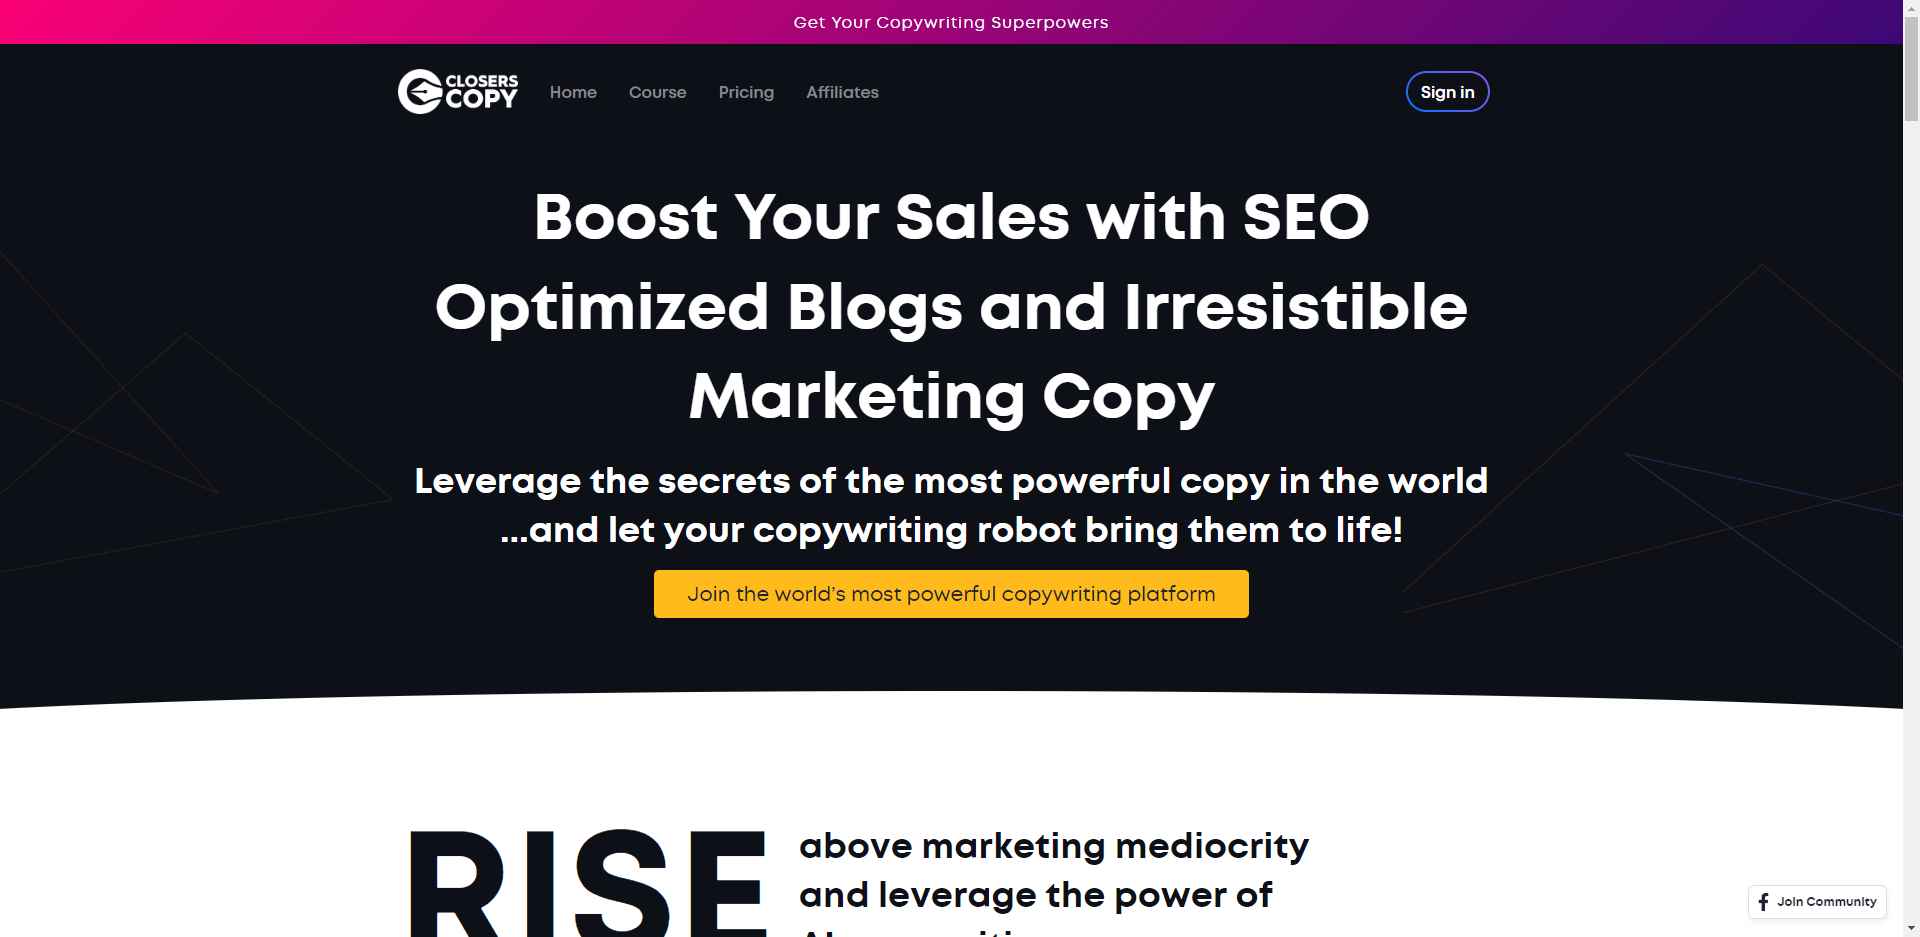 Get Your Copywriting Superpowers
CLOSERS
COPY
Home
Course
Pricing
Affiliates
Sign in
Boost Your Sales with SEO
Optimized Blogs and Irresistible
Marketing Copy
Leverage the secrets of the most powerful copy in the world
...and let your copywriting robot bring them to life!
Join the world’s most powerful copywriting platform
RISE
above marketing mediocrity
and leverage the power of
Join Community